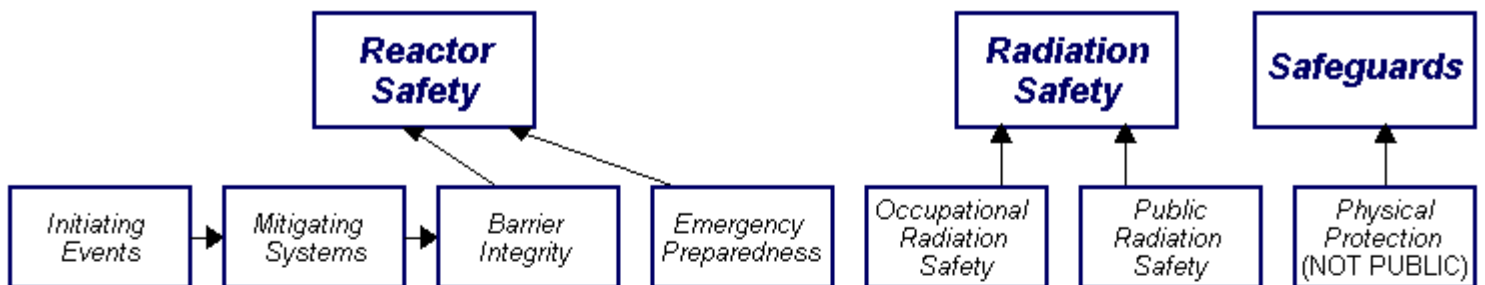 Reactor
Safety
Radiation
Safety
Safeguards
Initiating
Events
Mitigating
Systems
Barrier
Integrity
Emergency
Preparedness
Occupational
Radiation
Safety
Public
Radiation
Safety
Physical
Protection
(NOT PUBLIC)